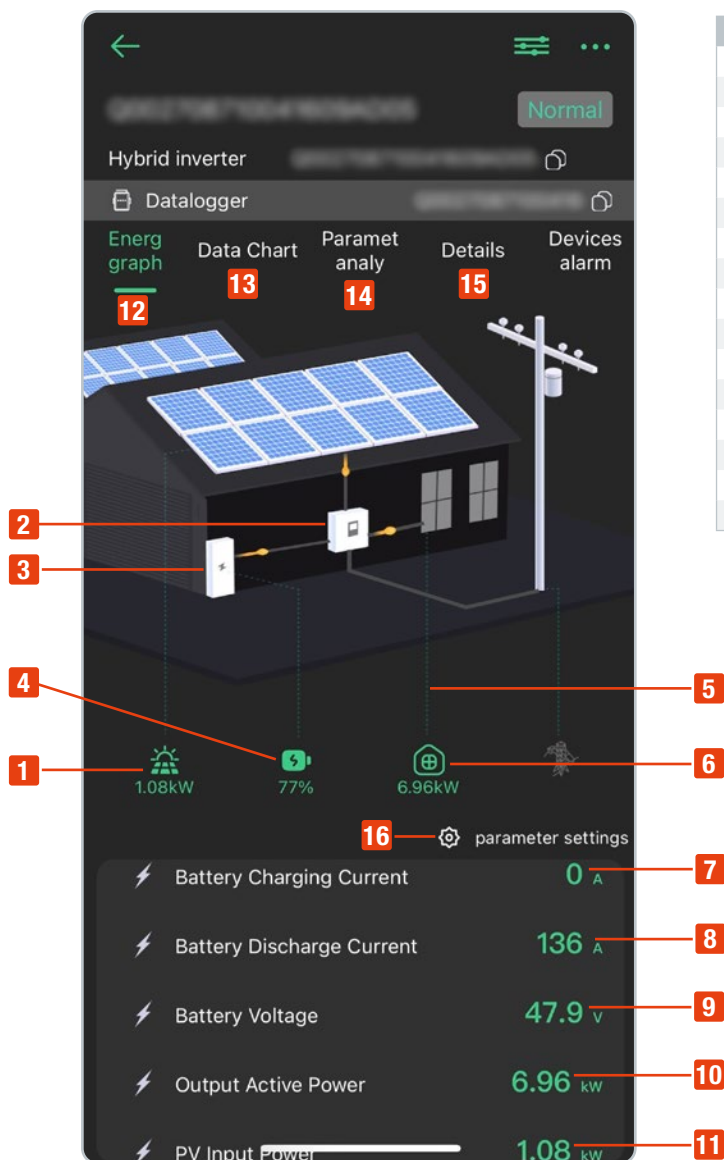 Normal
Hybrid inverter
Datalogger
Energ graph
Data Chart
Paramet analy
Details
Devices alarm
12
13
14
15
2
3
4
5
1
6
1.08kW
77%
6.96kW
16
parameter settings
Battery Charging Current 0 A
7
Battery Discharge Current 136 A
8
Battery Voltage 47.9 V
9
Output Active Power 6.96 kW
10
PV Input Power 1.08 kW
11